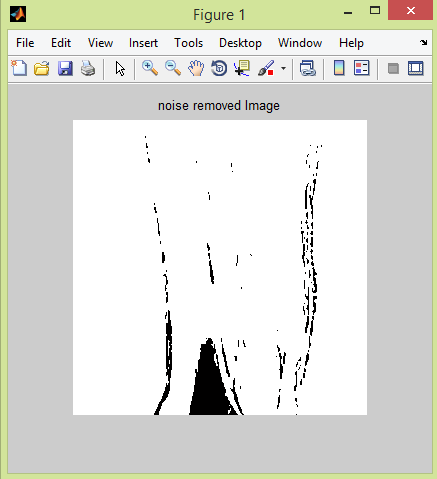 Figure 1
File Edit View Insert Tools Desktop Window Help
noise removed Image